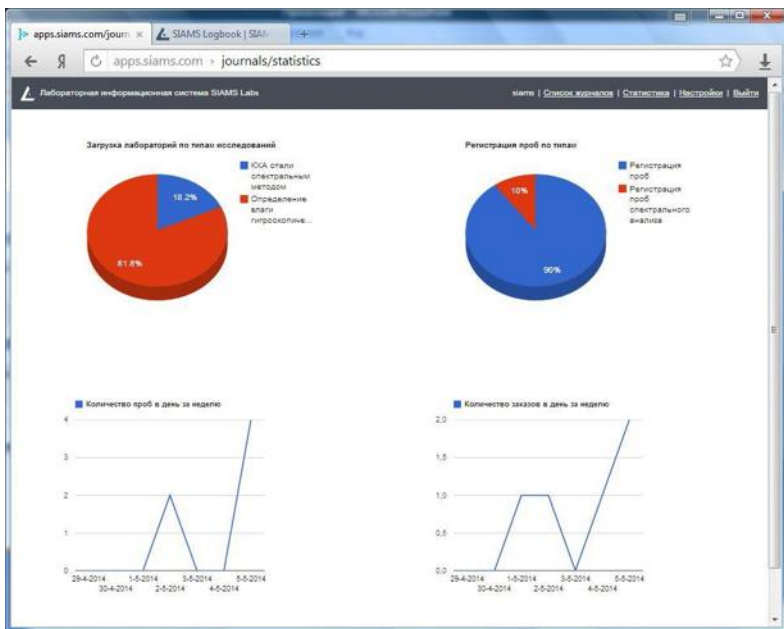 apps.siams.com/journ
SIAMS Logbook | SIAM
Я
apps.siams.com › journals/statistics
Лабораторная информационная система SIAMS Labs
siams | Список журналов | Статистика | Настройки | Выйти
Загрузка лабораторий по типам исследований
КХА стали
спектральным
методом
Определение
влаги
гигроскопиче...
18.2%
81.8%
Регистрация проб по типам
Регистрация
проб
Регистрация
проб
спектрального
анализа
10%
90%
Количество проб в день за неделю
4
3
2
1
0
29-4-2014
30-4-2014
1-5-2014
2-5-2014
3-5-2014
4-5-2014
5-5-2014
Количество заказов в день за неделю
2,0
1,5
1,0
0,5
0,0
29-4-2014
30-4-2014
1-5-2014
2-5-2014
3-5-2014
4-5-2014
5-5-2014